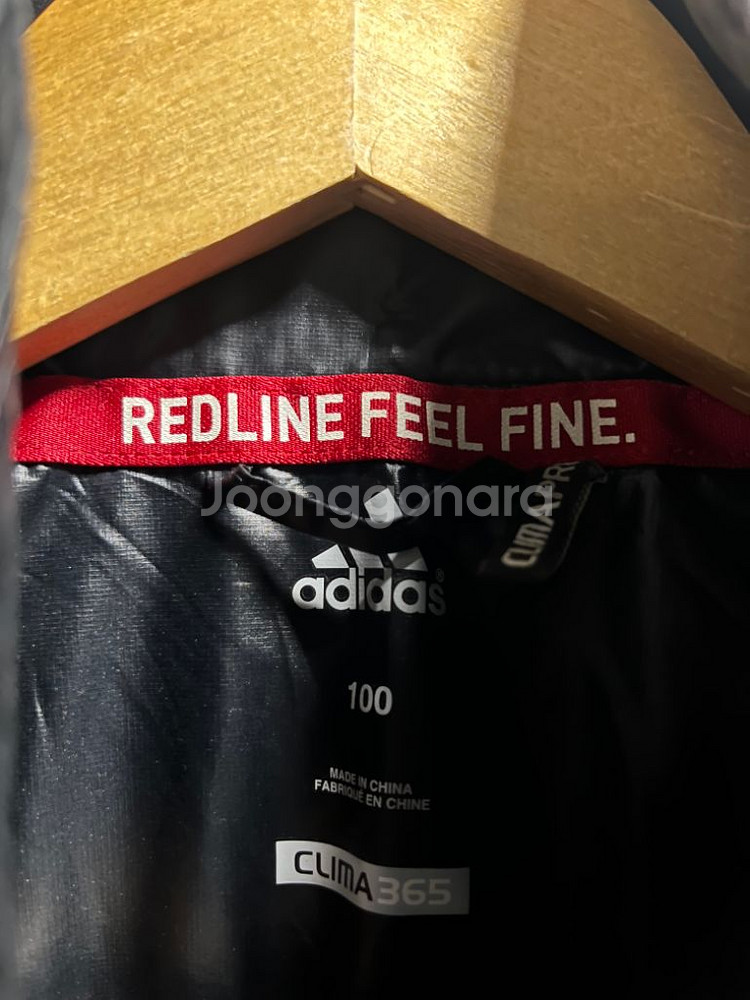 REDLINE FEEL FINE.
Joonggonara
CLIMAPR
adidas®
100
MADE IN CHINA
FABRIQUÉ EN CHINE
CLIMA365